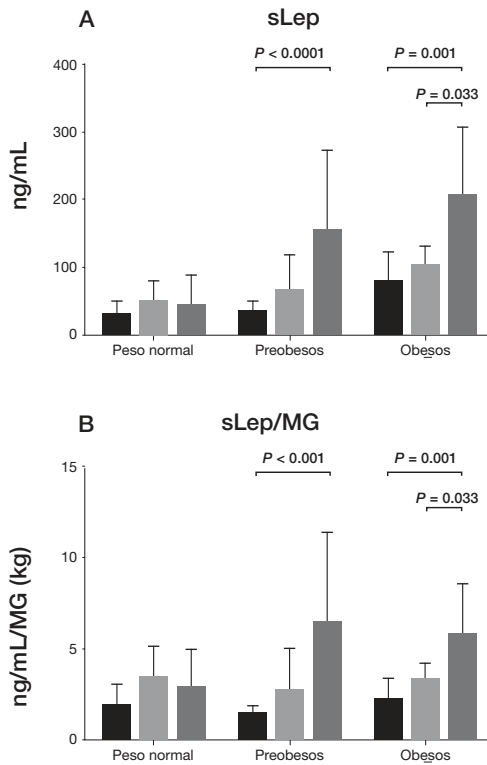 A sLep
P < 0.0001
P = 0.001
P = 0.033
ng/mL
400
300
200
100
0
Peso normal Preobesos Obesos
B sLep/MG
P < 0.001
P = 0.001
P = 0.033
ng/mL/MG (kg)
15
10
5
0
Peso normal Preobesos Obesos